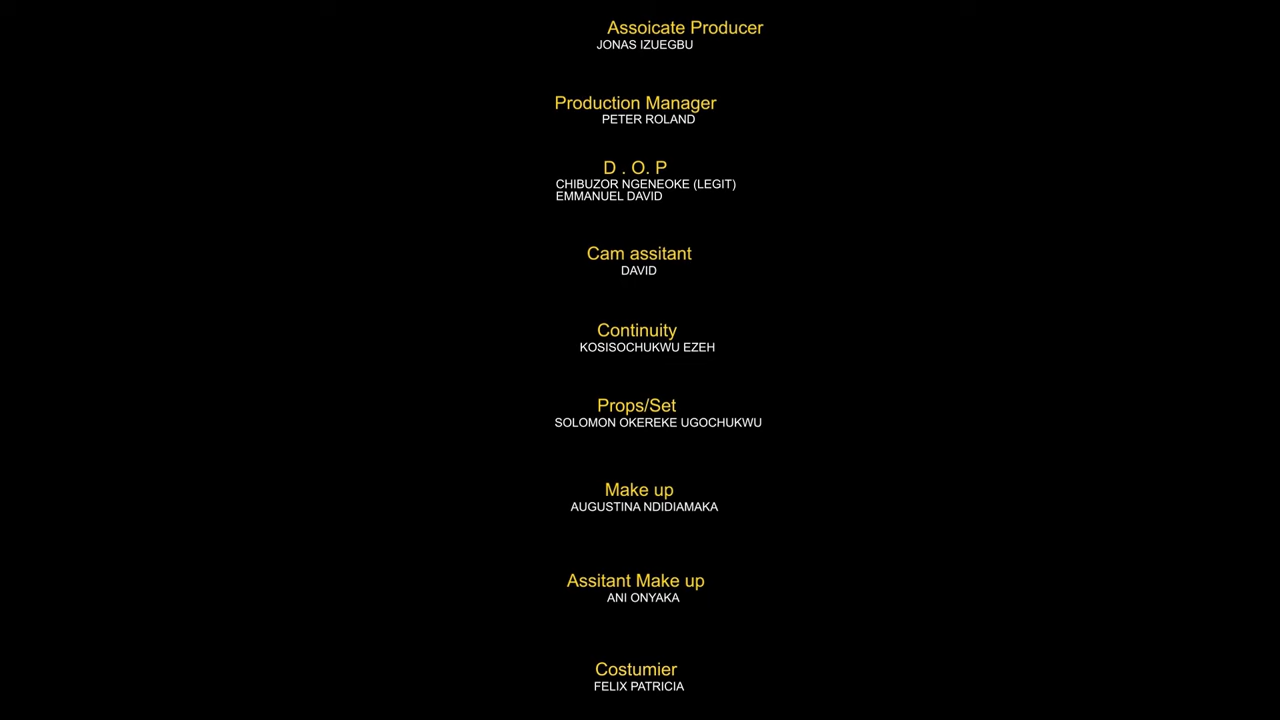 Assoicate Producer
JONAS IZUEGBU
Production Manager
PETER ROLAND
D . O. P
CHIBUZOR NGENEOKE (LEGIT)
EMMANUEL DAVID
Cam assitant
DAVID
Continuity
KOSISOCHUKWU EZEH
Props/Set
SOLOMON OKEREKE UGOCHUKWU
Make up
AUGUSTINA NDIDIAMAKA
Assitant Make up
ANI ONYAKA
Costumier
FELIX PATRICIA